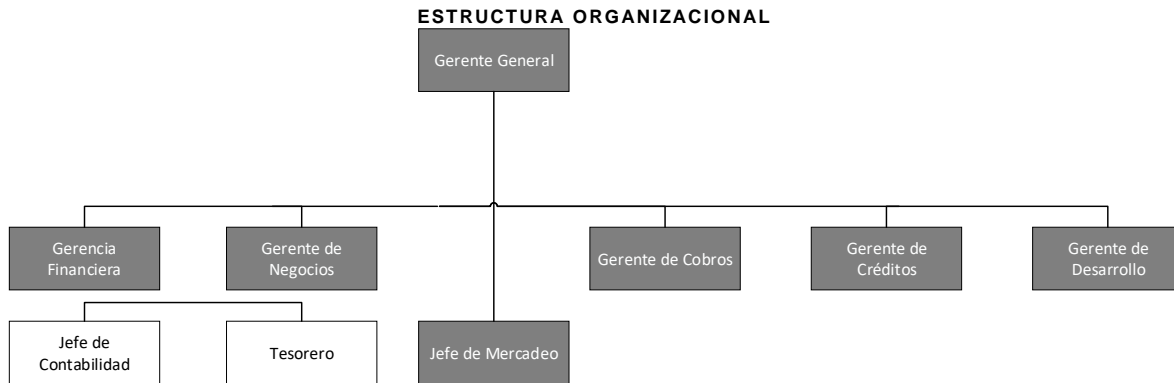 ESTRUCTURA ORGANIZACIONAL
Gerente General
Gerencia
Financiera
Gerente de
Negocios
Gerente de Cobros
Gerente de
Créditos
Gerente de
Desarrollo
Jefe de
Contabilidad
Tesorero
Jefe de Mercadeo